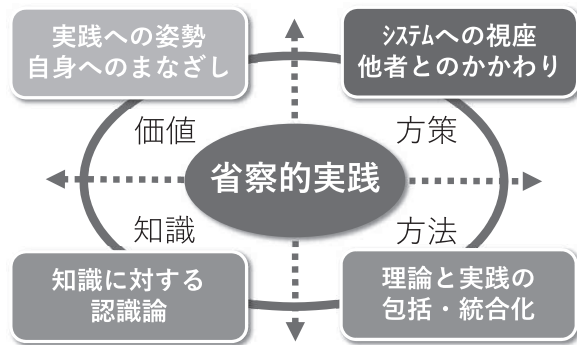 実践への姿勢
自身へのまなざし
システムへの視座
他者とのかかわり
価値
方策
省察的実践
知識
方法
知識に対する
認識論
理論と実践の
包括・統合化